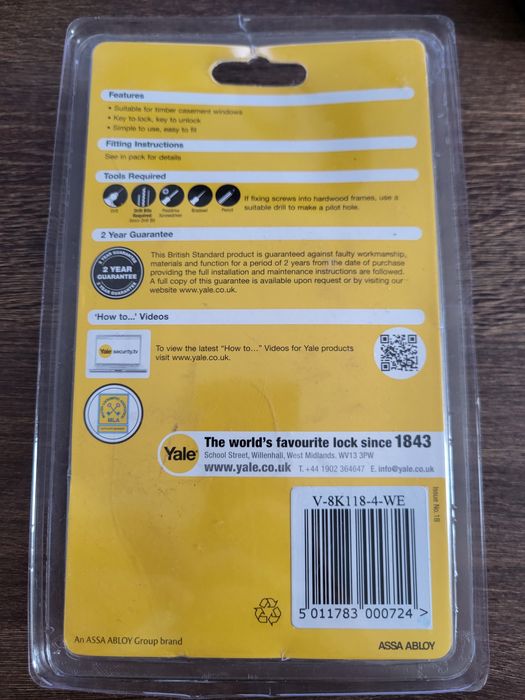 Features
• Suitable for timber casement windows
• Key to lock, key to unlock
• Simple to use, easy to fit
Fitting Instructions
See in pack for details
Tools Required
Drill
Drill Bits
Required
Pozidrive
Screwdriver
Bradawl
Pencil
If fixing screws into hardwood frames, use a
suitable drill to make a pilot hole.
2 Year Guarantee
2 YEAR GUARANTEE
2 YEAR
GUARANTEE
2 YEAR GUARANTEE
This British Standard product is guaranteed against faulty workmanship,
materials and function for a period of 2 years from the date of purchase
providing the full installation and maintenance instructions are followed.
A full copy of this guarantee is available upon request or by visiting our
website www.yale.co.uk.
‘How to...’ Videos
Yale security.tv
To view the latest “How to…” Videos for Yale products
visit www.yale.co.uk.
MLA
Yale
The world's favourite lock since 1843
School Street, Willenhall, West Midlands. WV13 3PW
www.yale.co.uk T. +44 1902 364647 E. info@yale.co.uk
V-8K118-4-WE
Issue No.18
5 011783 000724 >
An ASSA ABLOY Group brand
ASSA ABLOY